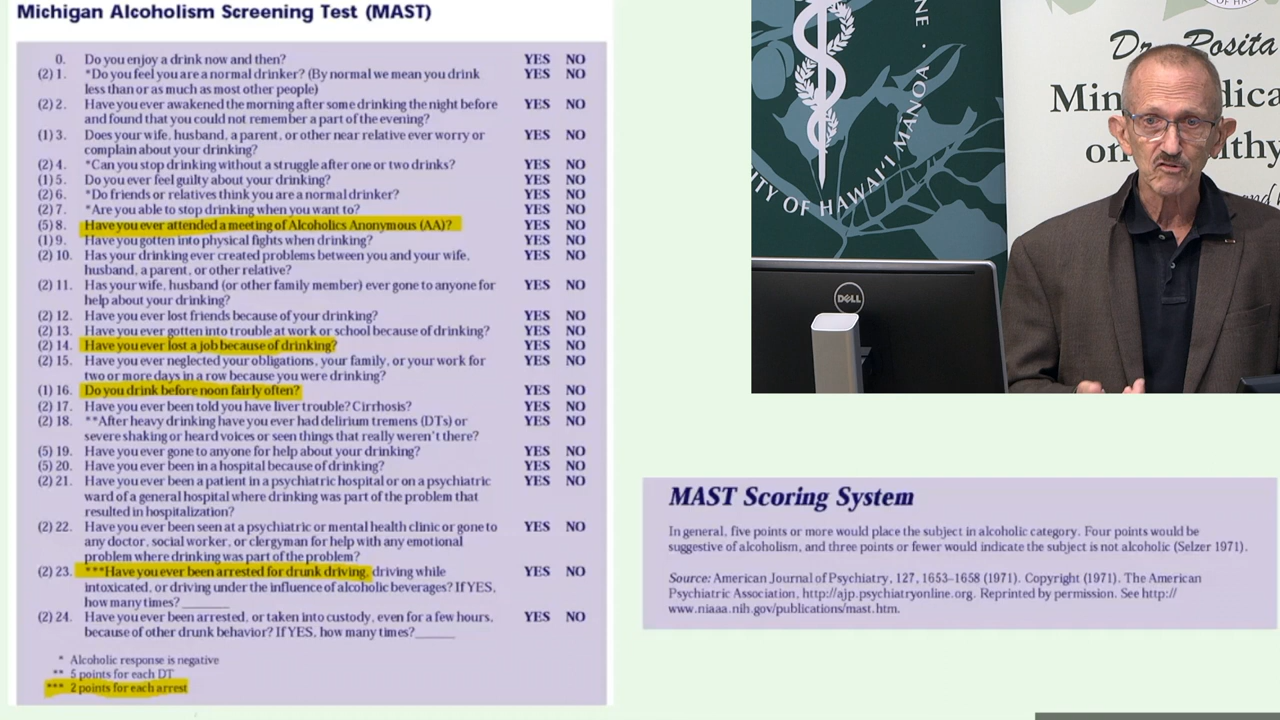 Michigan Alcoholism Screening Test (MAST)
0. Do you enjoy a drink now and then? YES NO
(2) 1. *Do you feel you are a normal drinker? (By normal we mean you drink YES NO
less than or as much as most other people)
(2) 2. Have you ever awakened the morning after some drinking the night before YES NO
and found that you could not remember a part of the evening?
(1) 3. Does your wife, husband, a parent, or other near relative ever worry or YES NO
complain about your drinking?
(2) 4. *Can you stop drinking without a struggle after one or two drinks? YES NO
(1) 5. Do you ever feel guilty about your drinking? YES NO
(2) 6. *Do friends or relatives think you are a normal drinker? YES NO
(2) 7. *Are you able to stop drinking when you want to? YES NO
(5) 8. Have you ever attended a meeting of Alcoholics Anonymous (AA)? YES NO
(1) 9. Have you gotten into physical fights when drinking? YES NO
(2) 10. Has your drinking ever created problems between you and your wife, YES NO
husband, a parent, or other relative?
(2) 11. Has your wife, husband (or other family member) ever gone to anyone for YES NO
help about your drinking?
(2) 12. Have you ever lost friends because of your drinking? YES NO
(2) 13. Have you ever gotten into trouble at work or school because of drinking? YES NO
(2) 14. Have you ever lost a job because of drinking? YES NO
(2) 15. Have you ever neglected your obligations, your family, or your work for YES NO
two or more days in a row because you were drinking?
(1) 16. Do you drink before noon fairly often? YES NO
(2) 17. Have you ever been told you have liver trouble? Cirrhosis? YES NO
(2) 18. **After heavy drinking have you ever had delirium tremens (DTs) or YES NO
severe shaking or heard voices or seen things that really weren't there?
(5) 19. Have you ever gone to anyone for help about your drinking? YES NO
(5) 20. Have you ever been in a hospital because of drinking? YES NO
(2) 21. Have you ever been a patient in a psychiatric hospital or on a psychiatric YES NO
ward of a general hospital where drinking was part of the problem that
resulted in hospitalization?
(2) 22. Have you ever been seen at a psychiatric or mental health clinic or gone to YES NO
any doctor, social worker, or clergyman for help with any emotional
problem where drinking was part of the problem?
(2) 23. ***Have you ever been arrested for drunk driving, driving while YES NO
intoxicated, or driving under the influence of alcoholic beverages? If YES,
how many times? ______
(2) 24. Have you ever been arrested, or taken into custody, even for a few hours, YES NO
because of other drunk behavior? If YES, how many times? ______
* Alcoholic response is negative
** 5 points for each DT
*** 2 points for each arrest
ITY OF HAWAIʻI MĀNOA · NE
OF HAW
Dr. Rosita
Min dica
on lthy
and
DELL
MAST Scoring System
In general, five points or more would place the subject in alcoholic category. Four points would be
suggestive of alcoholism, and three points or fewer would indicate the subject is not alcoholic (Selzer 1971).
Source: American Journal of Psychiatry, 127, 1653–1658 (1971). Copyright (1971). The American
Psychiatric Association, http://ajp.psychiatryonline.org. Reprinted by permission. See http://
www.niaaa.nih.gov/publications/mast.htm.